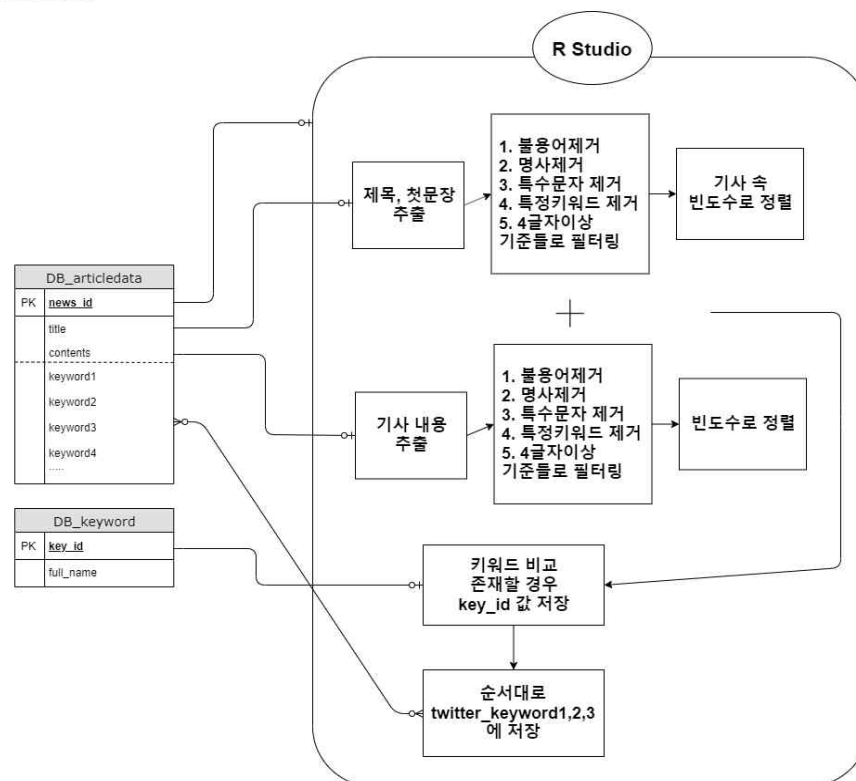 R Studio
제목, 첫문장
추출
1. 불용어제거
2. 명사제거
3. 특수문자 제거
4. 특정키워드 제거
5. 4글자이상
기준들로 필터링
기사 속
빈도수로 정렬
DB_articledata
PK news_id
title
contents
keyword1
keyword2
keyword3
keyword4
.....
기사 내용
추출
1. 불용어제거
2. 명사제거
3. 특수문자 제거
4. 특정키워드 제거
5. 4글자이상
기준들로 필터링
빈도수로 정렬
DB_keyword
PK key_id
full_name
키워드 비교
존재할 경우
key_id 값 저장
순서대로
twitter_keyword1,2,3
에 저장